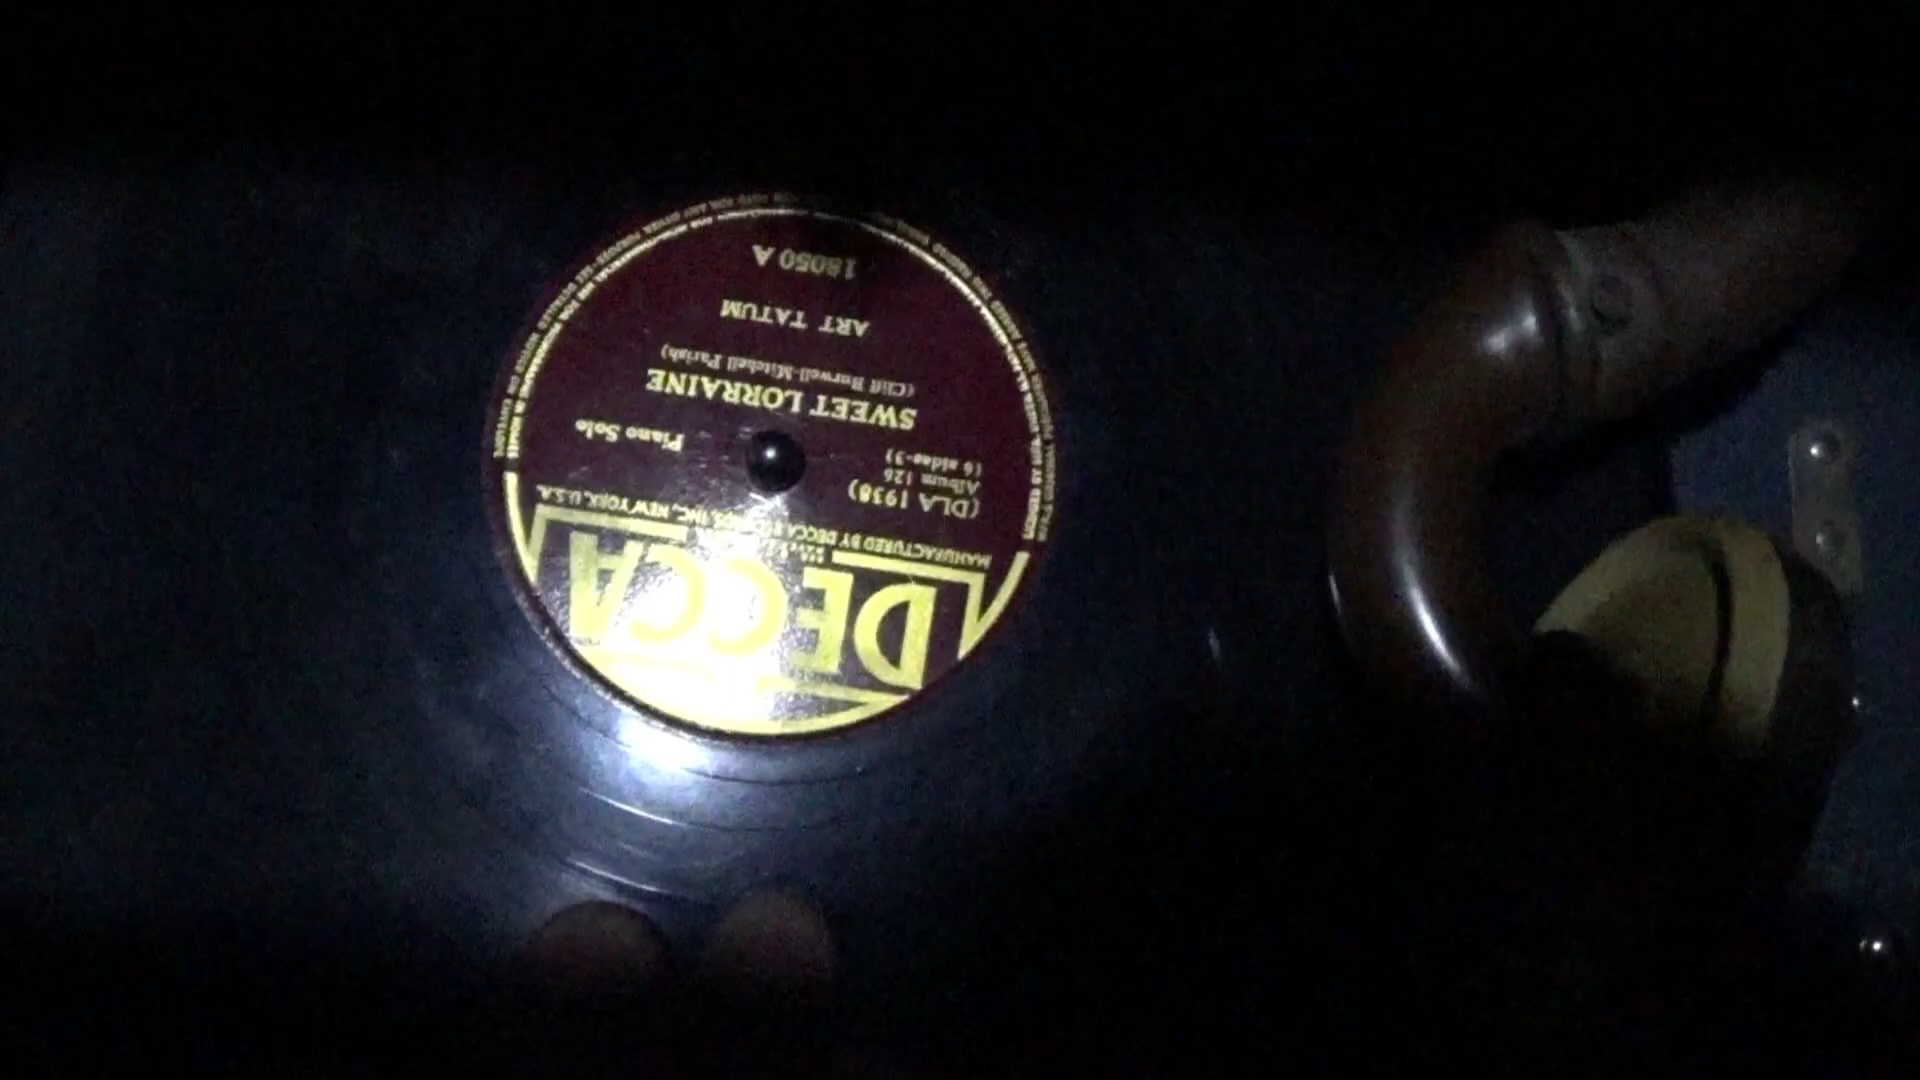 DECCA
MANUFACTURED BY DECCA RECORDS, INC., NEW YORK, U.S.A.
(DLA 1938)
Album 126
(6 sides-3)
Piano Solo
SWEET LORRAINE
(Cliff Burwell-Mitchell Parish)
ART TATUM
18050 A